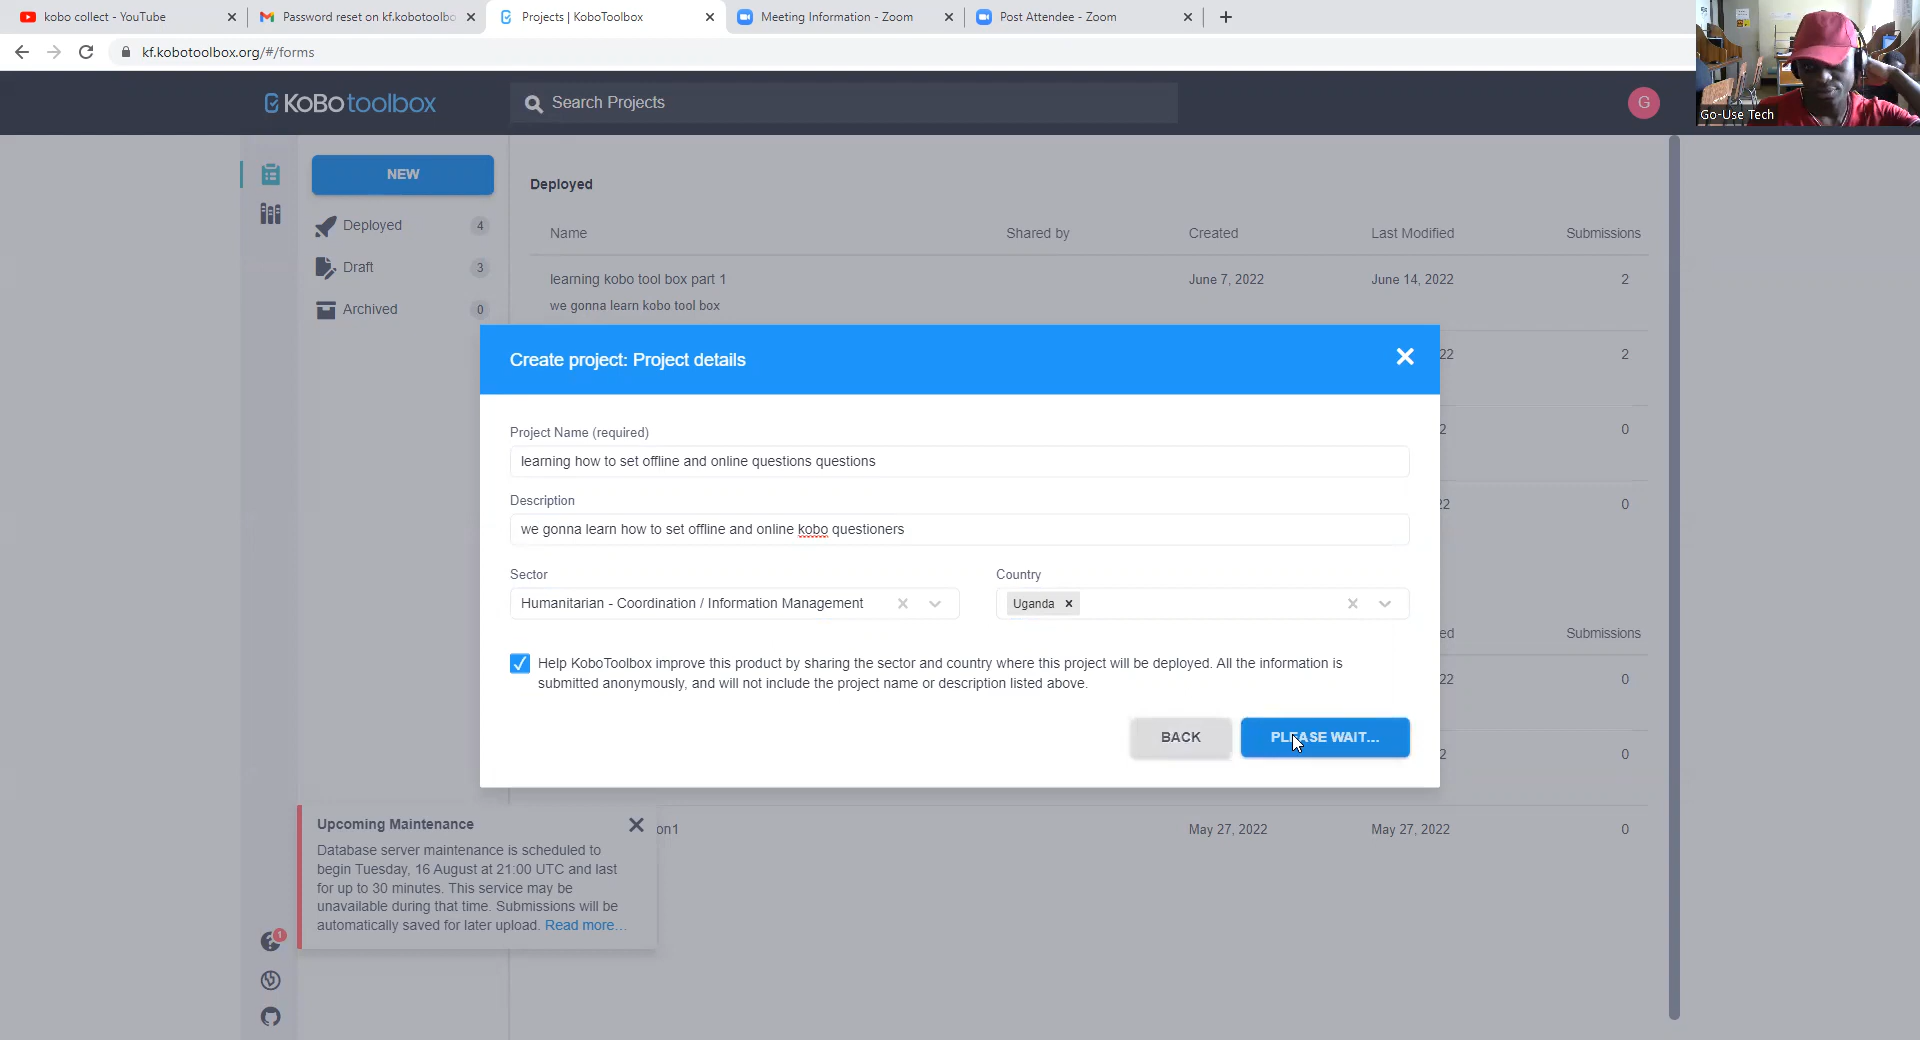 kobo collect - YouTube
Password reset on kf.kobotoolbo
Projects | KoboToolbox
Meeting Information - Zoom
Post Attendee - Zoom
kf.kobotoolbox.org/#/forms
KoBotoolbox
Search Projects
G
Go-Use Tech
NEW
Deployed 4
Draft 3
Archived 0
Deployed
Name Shared by Created Last Modified Submissions
learning kobo tool box part 1 June 7, 2022 June 14, 2022 2
we gonna learn kobo tool box
22 2
2 0
22 0
Create project: Project details
Project Name (required)
learning how to set offline and online questions questions
Description
we gonna learn how to set offline and online kobo questioners
Sector
Country
Humanitarian - Coordination / Information Management
Uganda
Help KoboToolbox improve this product by sharing the sector and country where this project will be deployed. All the information is
submitted anonymously, and will not include the project name or description listed above.
BACK
PLEASE WAIT...
ed Submissions
22 0
2 0
on1 May 27, 2022 May 27, 2022 0
Upcoming Maintenance
Database server maintenance is scheduled to
begin Tuesday, 16 August at 21:00 UTC and last
for up to 30 minutes. This service may be
unavailable during that time. Submissions will be
automatically saved for later upload. Read more…
1